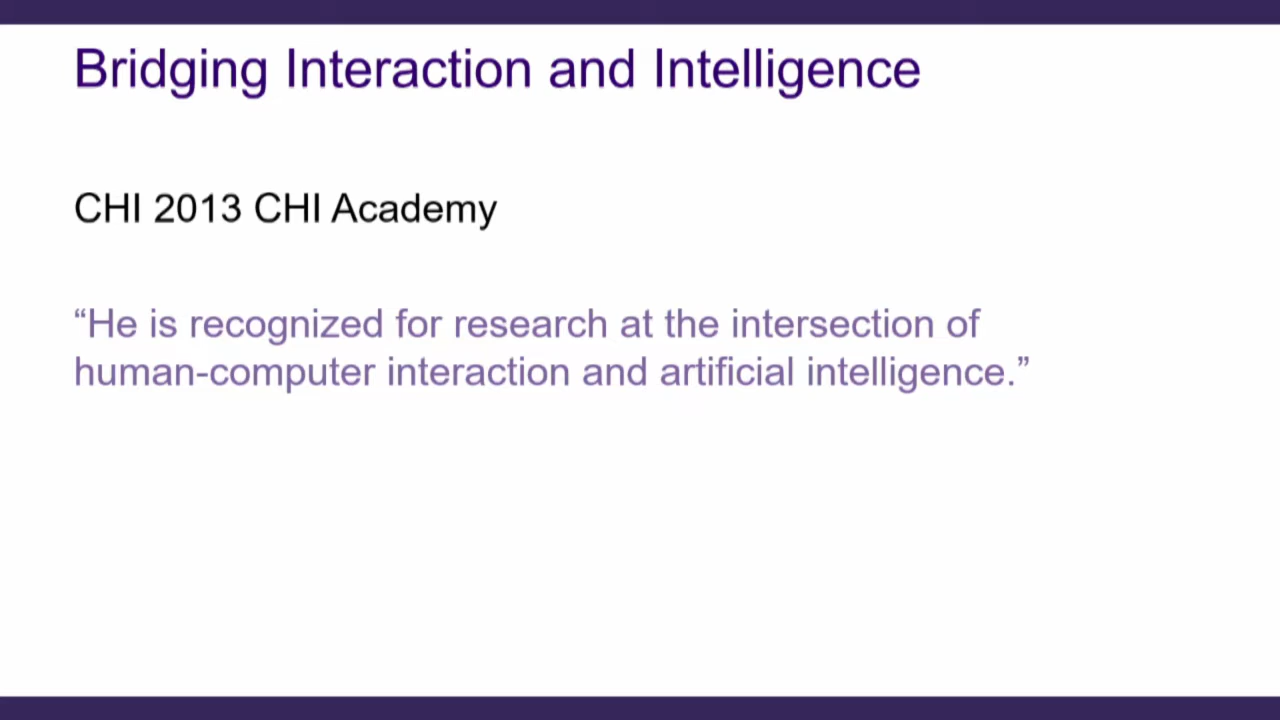 Bridging Interaction and Intelligence
CHI 2013 CHI Academy
“He is recognized for research at the intersection of
human-computer interaction and artificial intelligence.”